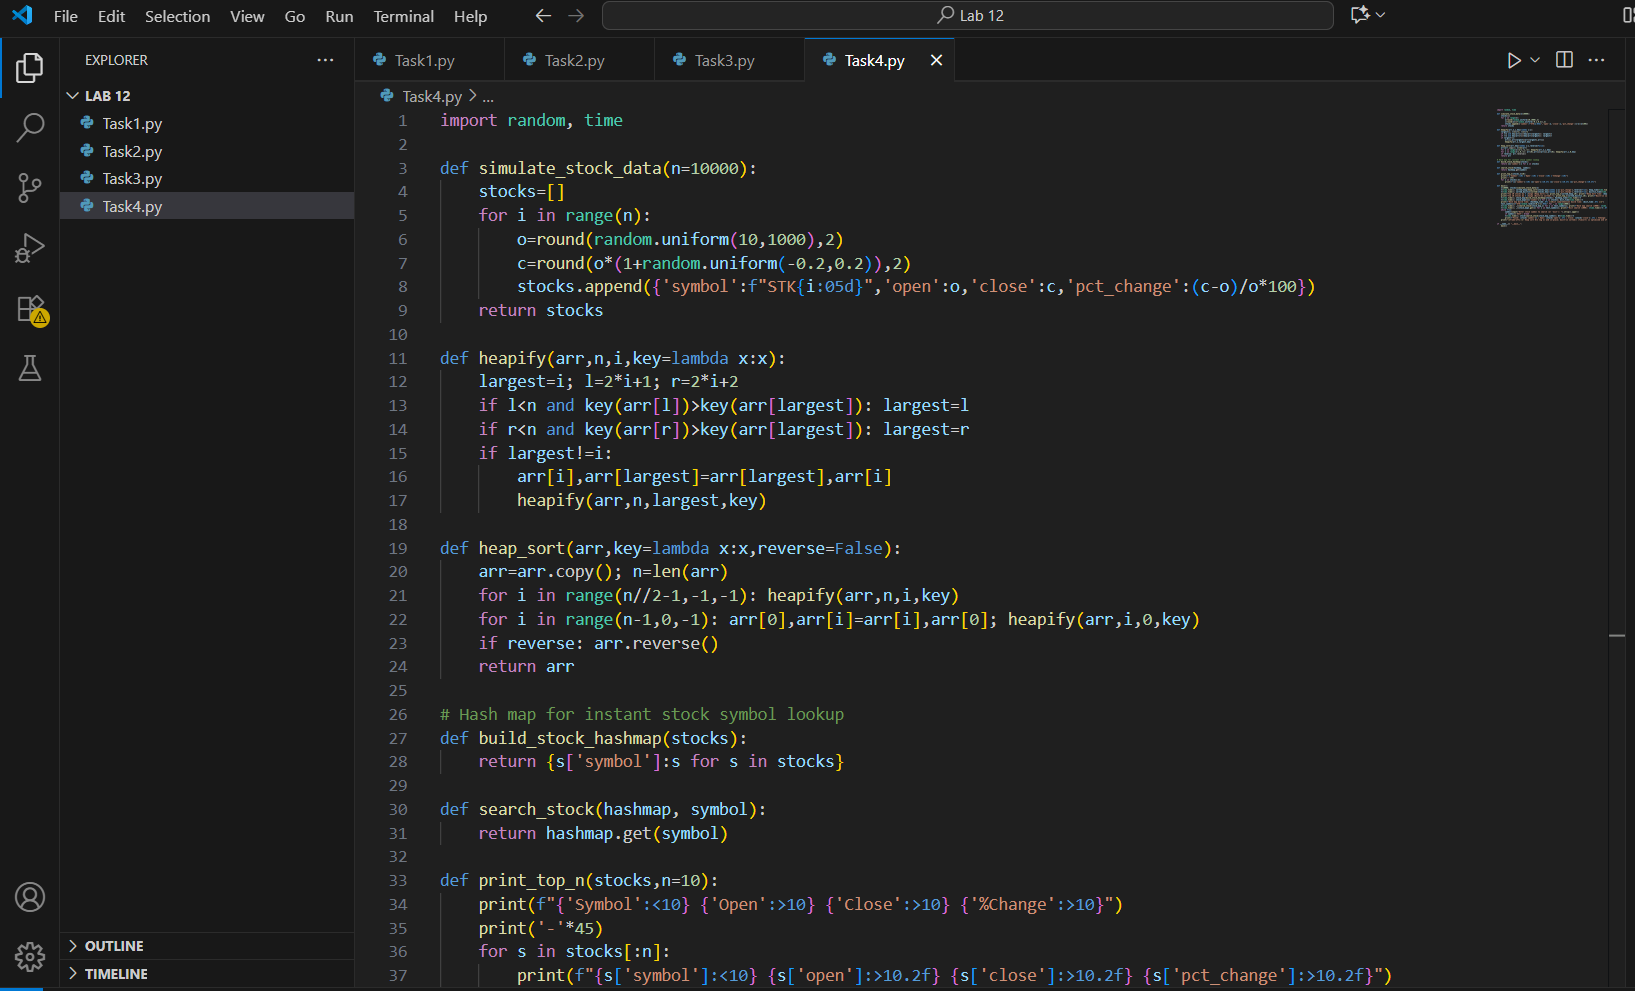 File Edit Selection View Go Run Terminal Help Lab 12
EXPLORER
LAB 12
Task1.py
Task2.py
Task3.py
Task4.py
OUTLINE
TIMELINE
Task1.py Task2.py Task3.py Task4.py
Task4.py > ...
1 import random, time
2
3 def simulate_stock_data(n=10000):
4     stocks=[]
5     for i in range(n):
6         o=round(random.uniform(10,1000),2)
7         c=round(o*(1+random.uniform(-0.2,0.2)),2)
8         stocks.append({'symbol':f"STK{i:05d}",'open':o,'close':c,'pct_change':(c-o)/o*100})
9     return stocks
10
11 def heapify(arr,n,i,key=lambda x:x):
12     largest=i; l=2*i+1; r=2*i+2
13     if l<n and key(arr[l])>key(arr[largest]): largest=l
14     if r<n and key(arr[r])>key(arr[largest]): largest=r
15     if largest!=i:
16         arr[i],arr[largest]=arr[largest],arr[i]
17         heapify(arr,n,largest,key)
18
19 def heap_sort(arr,key=lambda x:x,reverse=False):
20     arr=arr.copy(); n=len(arr)
21     for i in range(n//2-1,-1,-1): heapify(arr,n,i,key)
22     for i in range(n-1,0,-1): arr[0],arr[i]=arr[i],arr[0]; heapify(arr,i,0,key)
23     if reverse: arr.reverse()
24     return arr
25
26 # Hash map for instant stock symbol lookup
27 def build_stock_hashmap(stocks):
28     return {s['symbol']:s for s in stocks}
29
30 def search_stock(hashmap, symbol):
31     return hashmap.get(symbol)
32
33 def print_top_n(stocks,n=10):
34     print(f"{'Symbol':<10} {'Open':>10} {'Close':>10} {'%Change':>10}")
35     print('-'*45)
36     for s in stocks[:n]:
37         print(f"{s['symbol']:<10} {s['open']:>10.2f} {s['close']:>10.2f} {s['pct_change']:>10.2f}")